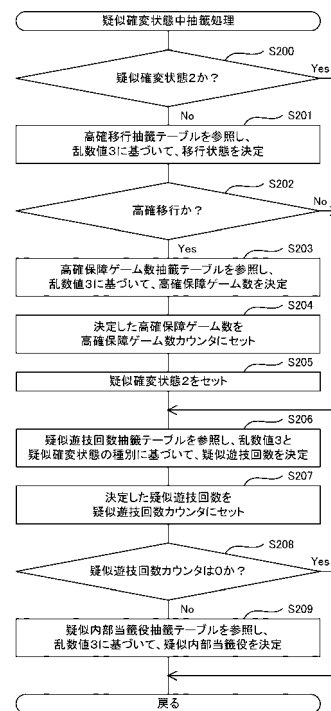 疑似確変状態中抽籤処理
S200
疑似確変状態2か？
Yes
No
S201
高確移行抽籤テーブルを参照し、
乱数値3に基づいて、移行状態を決定
S202
高確移行か？
No
Yes
S203
高確保障ゲーム数抽籤テーブルを参照し、
乱数値3に基づいて、高確保障ゲーム数を決定
S204
決定した高確保障ゲーム数を
高確保障ゲーム数カウンタにセット
S205
疑似確変状態2をセット
S206
疑似遊技回数抽籤テーブルを参照し、乱数値3と
疑似確変状態の種別に基づいて、疑似遊技回数を決定
S207
決定した疑似遊技回数を
疑似遊技回数カウンタにセット
S208
疑似遊技回数カウンタは0か？
Yes
No
S209
疑似内部当籤役抽籤テーブルを参照し、
乱数値3に基づいて、疑似内部当籤役を決定
戻る